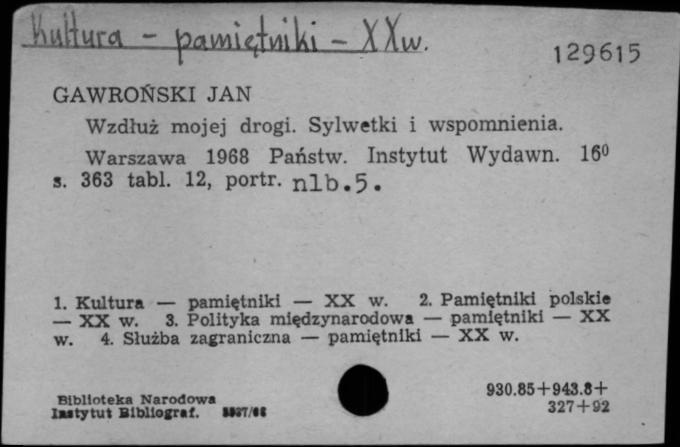 Kultura – pamiętniki – XXw.
129615
GAWROŃSKI JAN
Wzdłuż mojej drogi. Sylwetki i wspomnienia.
Warszawa 1968 Państw. Instytut Wydawn. 16⁰
s. 363 tabl. 12, portr. nlb.5.
1. Kultura — pamiętniki — XX w. 2. Pamiętniki polskie
— XX w. 3. Polityka międzynarodowa — pamiętniki — XX
w. 4. Służba zagraniczna — pamiętniki — XX w.
Biblioteka Narodowa
Instytut Bibliograf.
930.85+943.8+
327+92